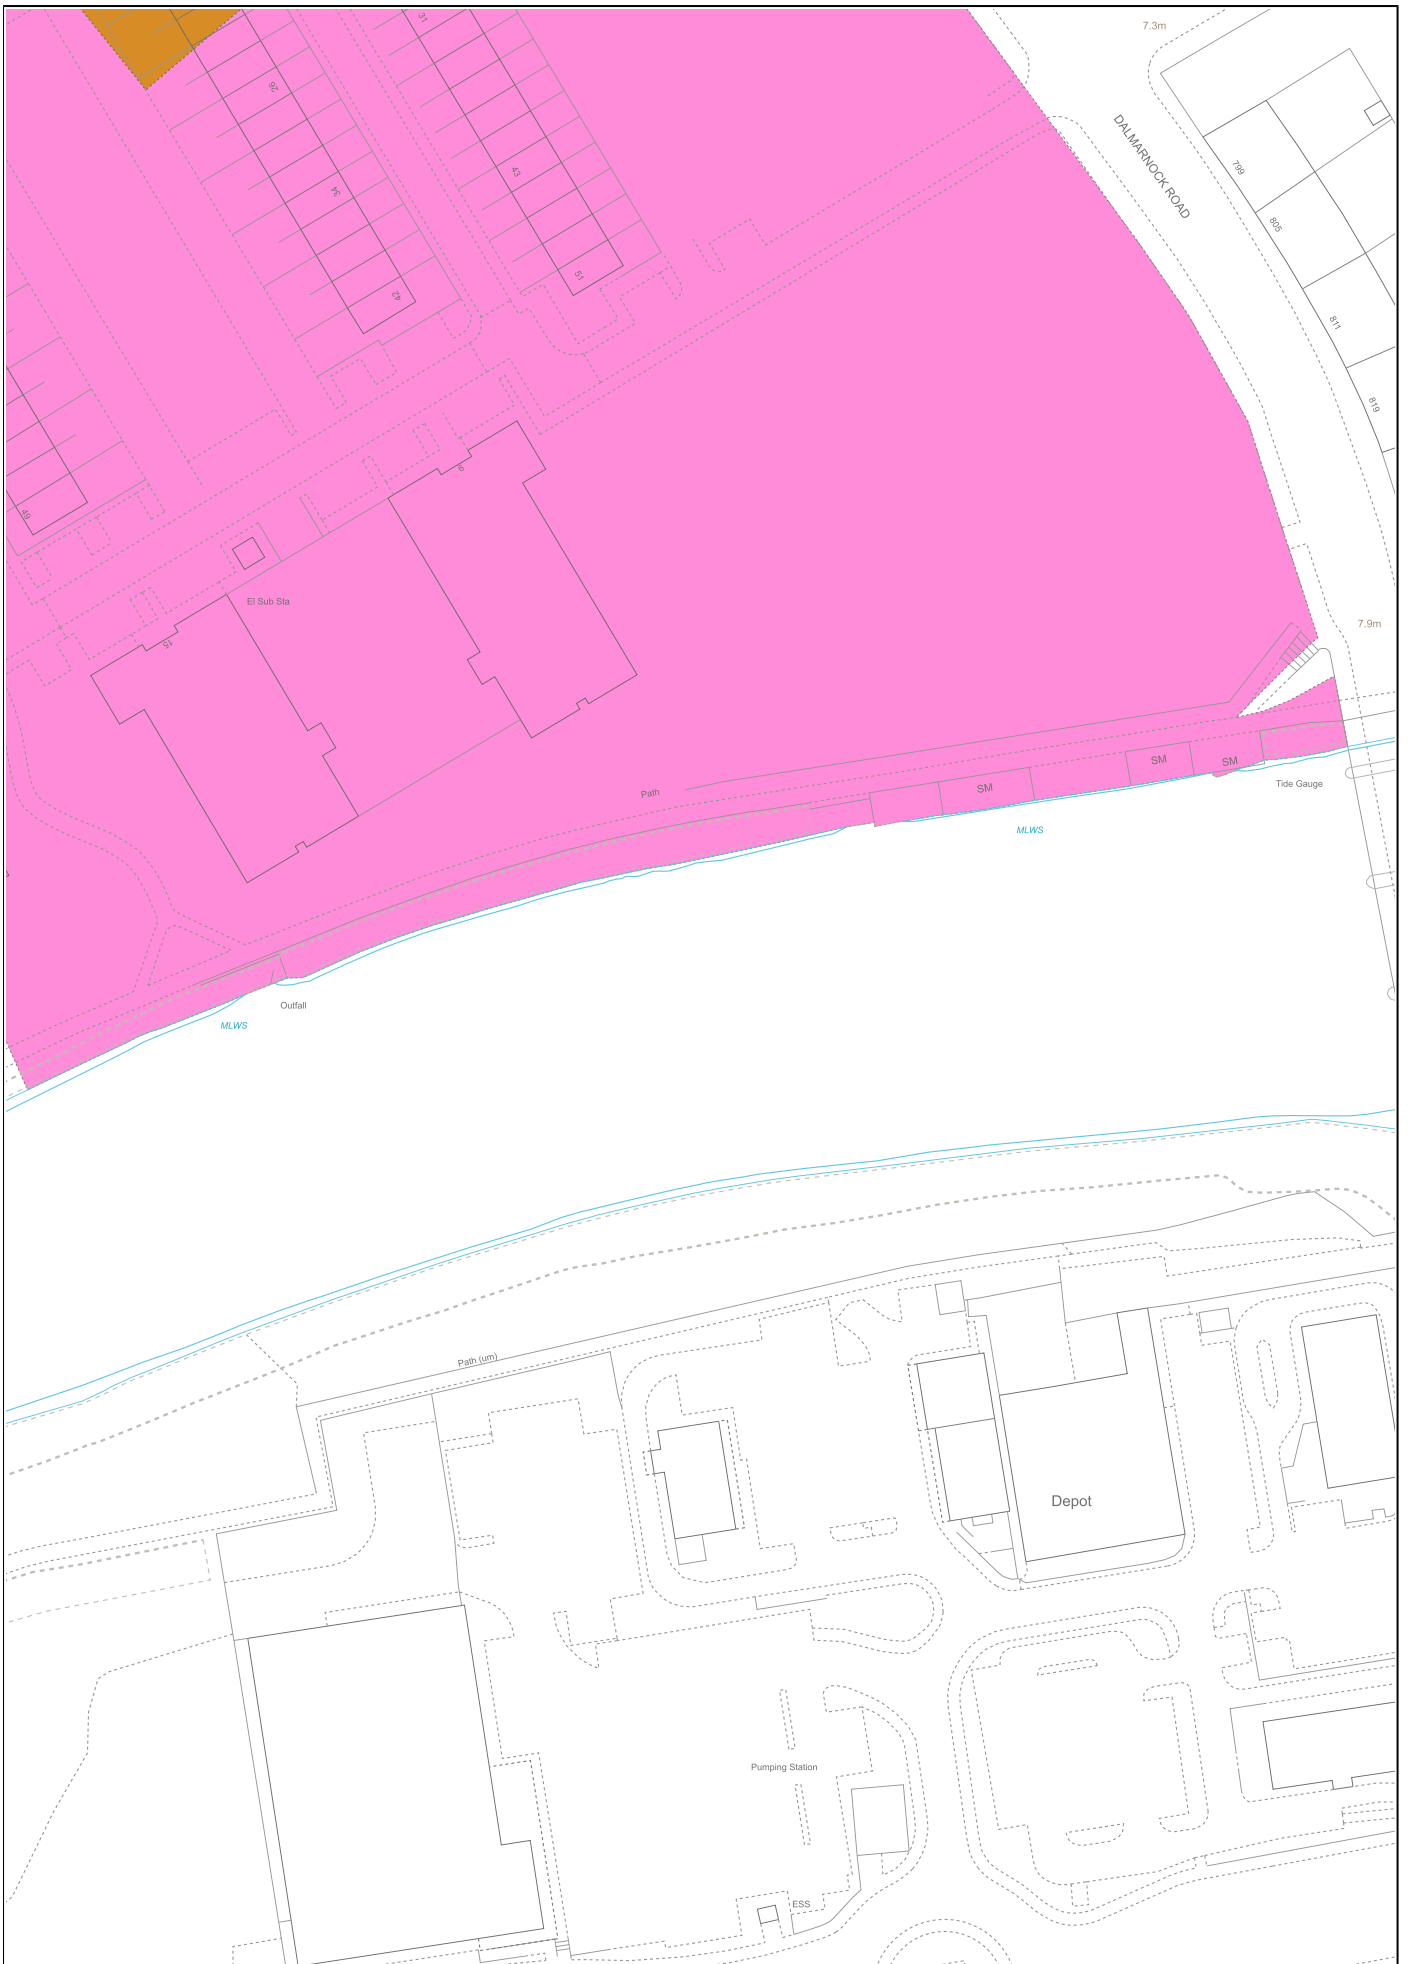 7.3m
31
26
DALMARNOCK ROAD
799
43
34
805
51
42
811
819
9
49
El Sub Sta
7.9m
15
SM
SM
Tide Gauge
SM
Path
MLWS
Outfall
MLWS
Path (um)
Depot
Pumping Station
ESS